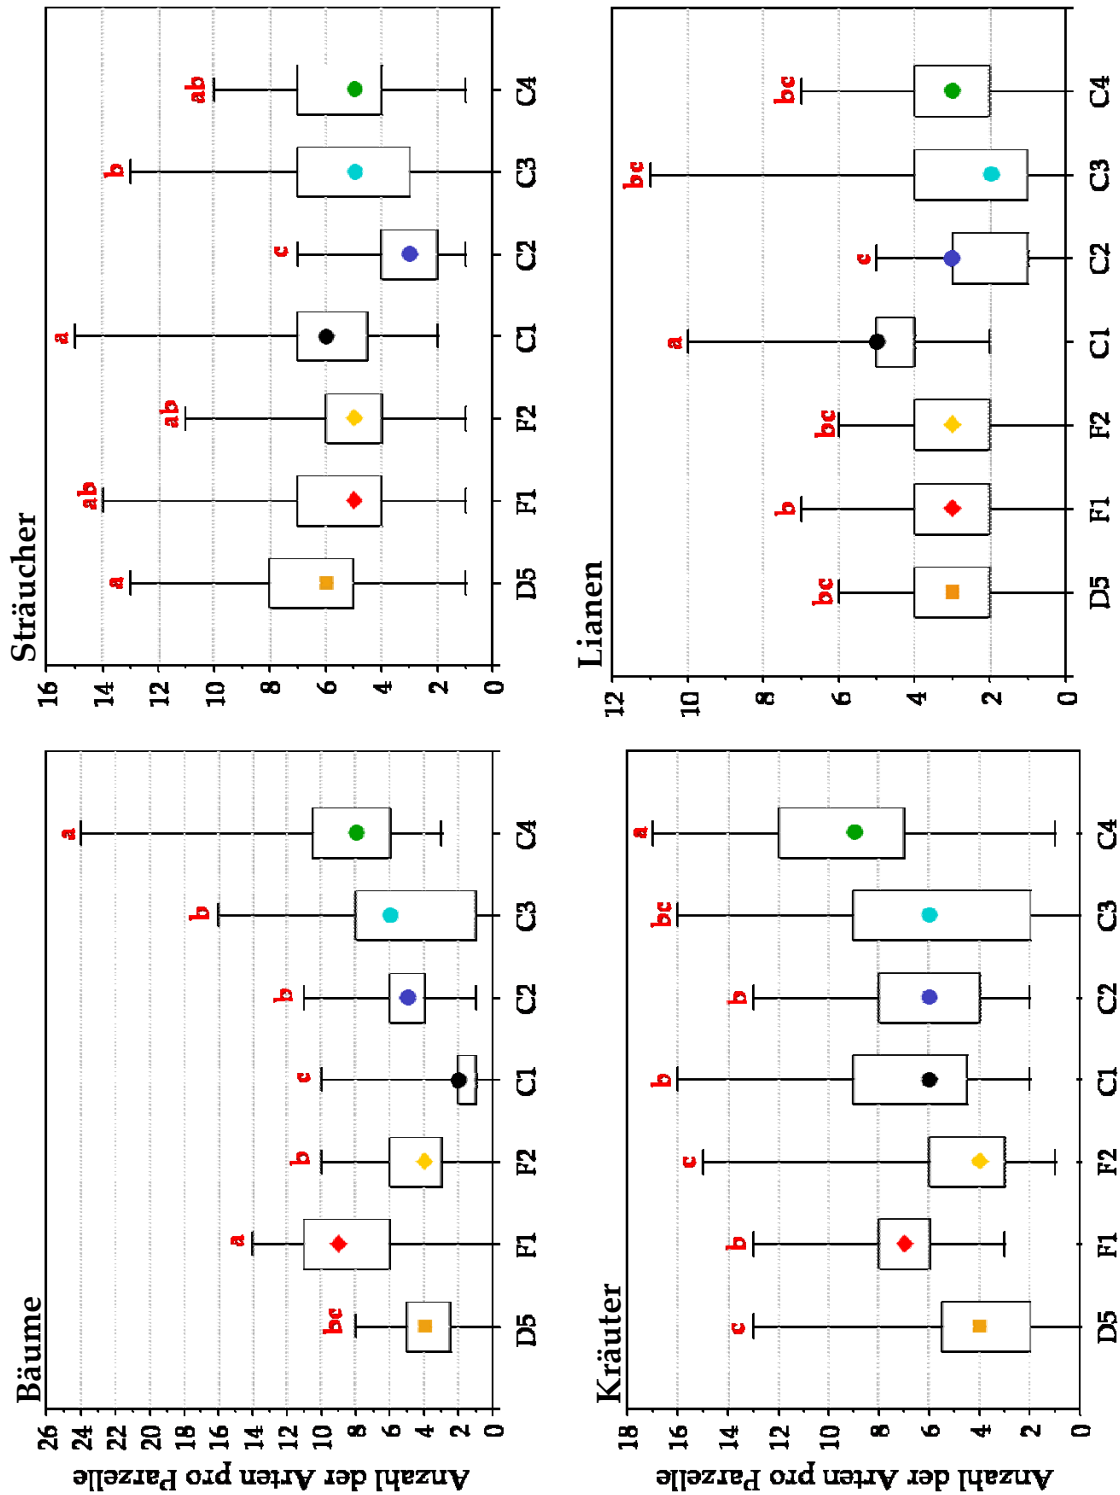 Bäume
Anzahl der Arten pro Parzelle
26
24
22
20
18
16
14
12
10
8
6
4
2
0
bc a b c b b a
D5 F1 F2 C1 C2 C3 C4
Sträucher
16
14
12
10
8
6
4
2
0
a ab ab a c b ab
D5 F1 F2 C1 C2 C3 C4
Kräuter
Anzahl der Arten pro Parzelle
18
16
14
12
10
8
6
4
2
0
c b c b b bc a
D5 F1 F2 C1 C2 C3 C4
Lianen
12
10
8
6
4
2
0
bc b bc a c bc bc
D5 F1 F2 C1 C2 C3 C4